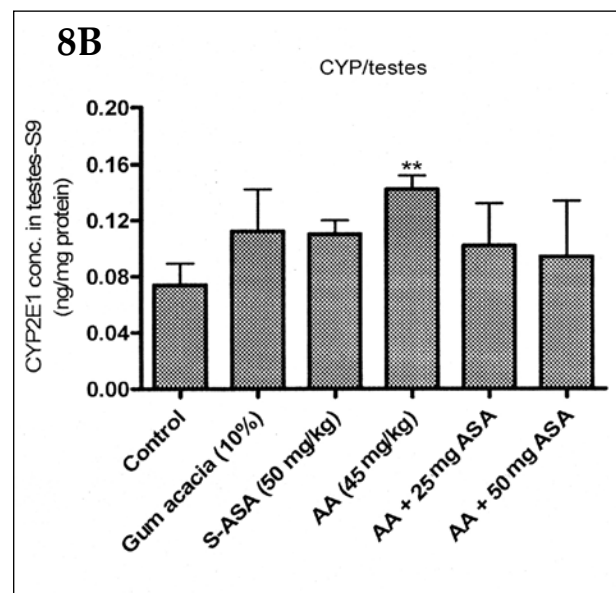 8B
CYP/testes
CYP2E1 conc. in testes-S9
(ng/mg protein)
0.20
0.16
0.12
0.08
0.04
0.00
**
Control
Gum acacia (10%)
S-ASA (50 mg/kg)
AA (45 mg/kg)
AA + 25 mg ASA
AA + 50 mg ASA